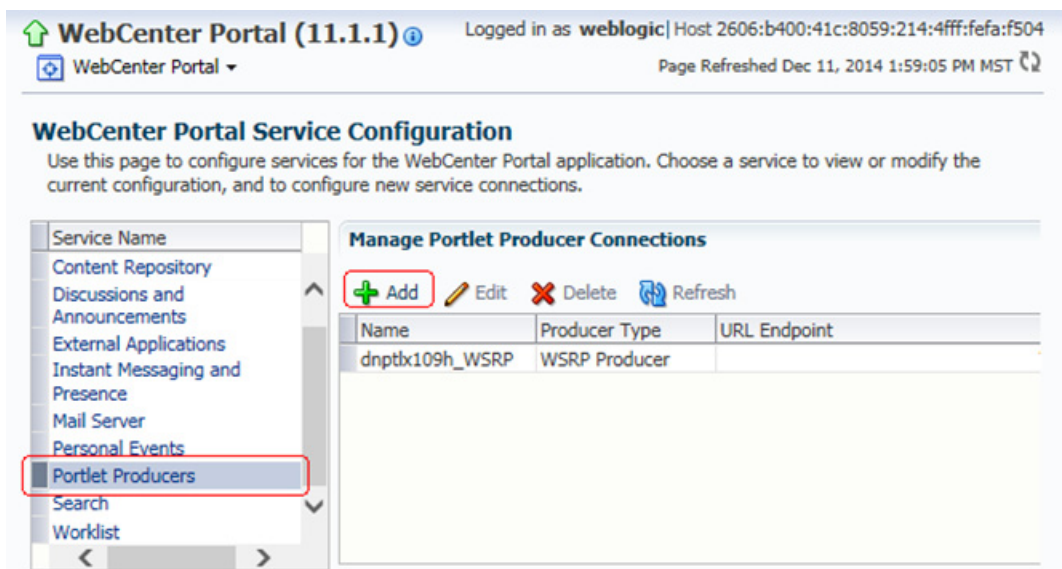 WebCenter Portal (11.1.1)
Logged in as weblogic| Host 2606:b400:41c:8059:214:4fff:fefa:f504
WebCenter Portal
Page Refreshed Dec 11, 2014 1:59:05 PM MST
WebCenter Portal Service Configuration
Use this page to configure services for the WebCenter Portal application. Choose a service to view or modify the
current configuration, and to configure new service connections.
Service Name
Content Repository
Discussions and
Announcements
External Applications
Instant Messaging and
Presence
Mail Server
Personal Events
Portlet Producers
Search
Worklist
Manage Portlet Producer Connections
Add Edit Delete Refresh
Name Producer Type URL Endpoint
dnptlx109h_WSRP WSRP Producer